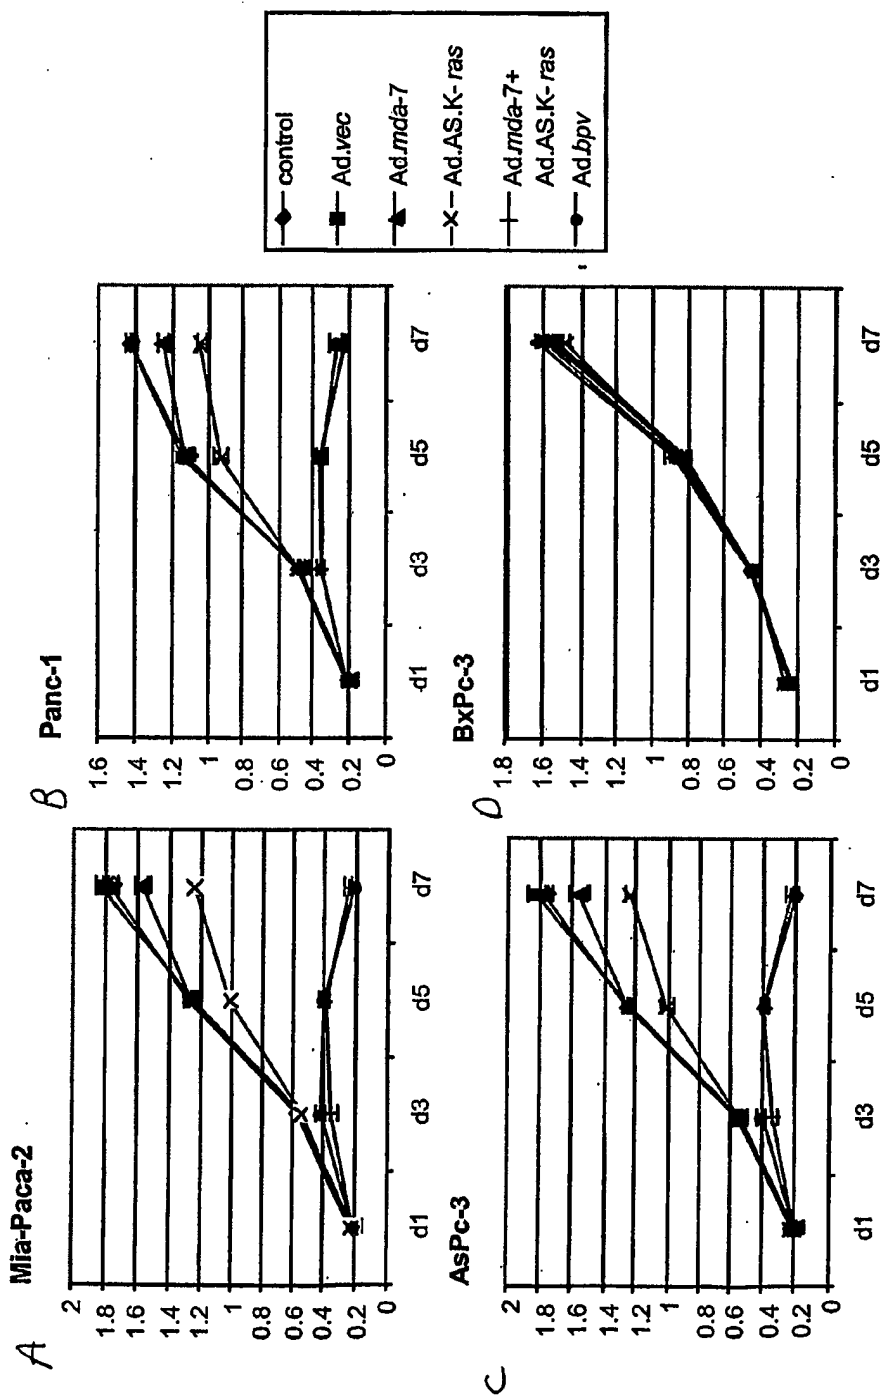 A
Mia-Paca-2
2
1.8
1.6
1.4
1.2
1
0.8
0.6
0.4
0.2
0
d1
d3
d5
d7
B
Panc-1
1.6
1.4
1.2
1
0.8
0.6
0.4
0.2
0
d1
d3
d5
d7
C
AsPc-3
2
1.8
1.6
1.4
1.2
1
0.8
0.6
0.4
0.2
0
d1
d3
d5
d7
D
BxPc-3
1.8
1.6
1.4
1.2
1
0.8
0.6
0.4
0.2
0
d1
d3
d5
d7
control
Ad.vec
Ad.mda-7
Ad.AS.K-ras
Ad.mda-7+
Ad.AS.K-ras
Ad.bpv